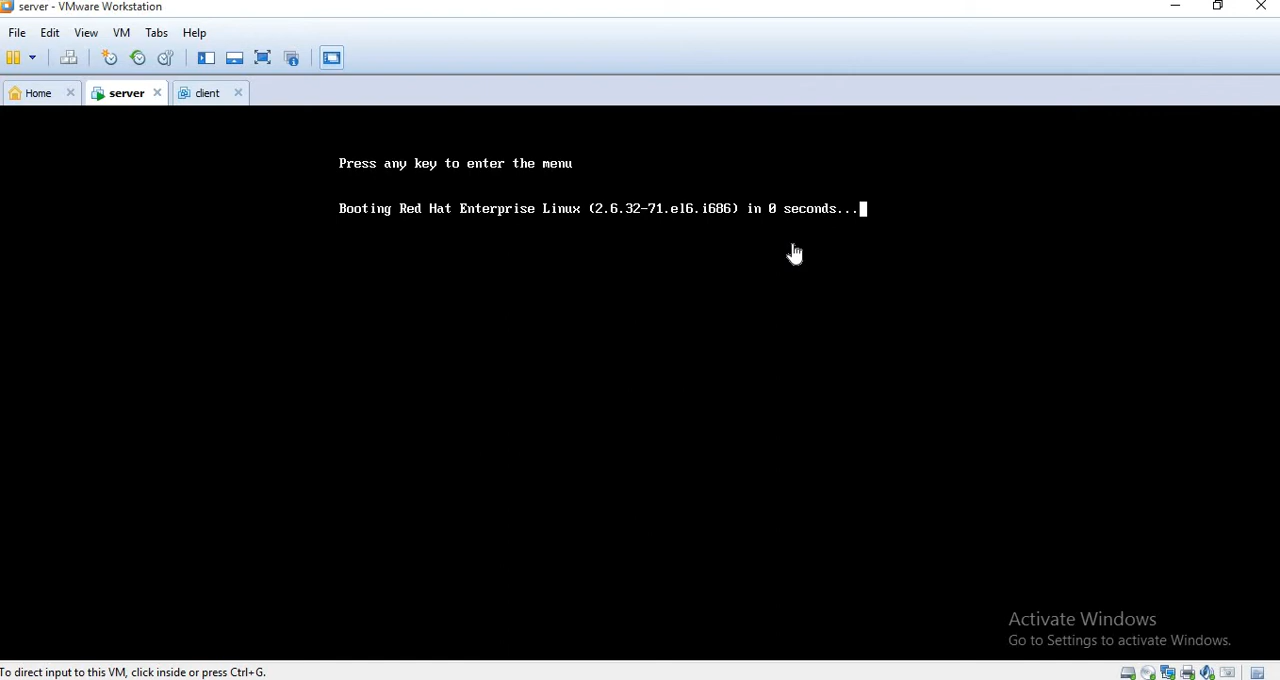 server - VMware Workstation
File Edit View VM Tabs Help
Home server client
Press any key to enter the menu
Booting Red Hat Enterprise Linux (2.6.32-71.el6.i686) in 0 seconds...
Activate Windows
Go to Settings to activate Windows.
To direct input to this VM, click inside or press Ctrl+G.